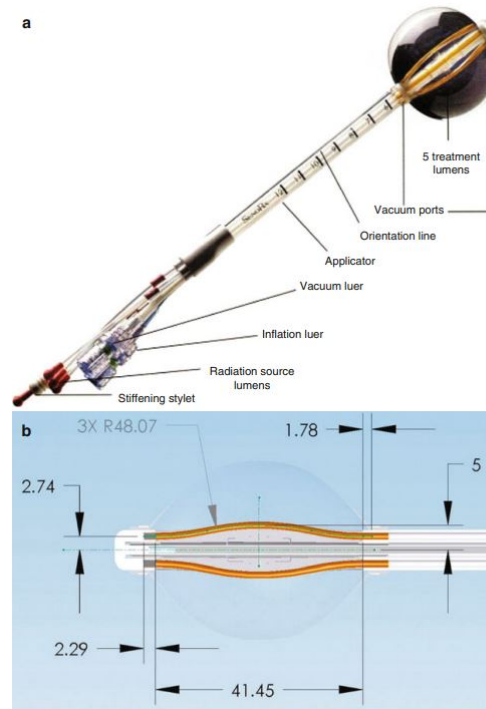 a
5 treatment
lumens
Vacuum ports
Orientation line
Applicator
Vacuum luer
Inflation luer
Radiation source
lumens
Stiffening stylet
b
3X R48.07
1.78
5
2.74
2.29
41.45